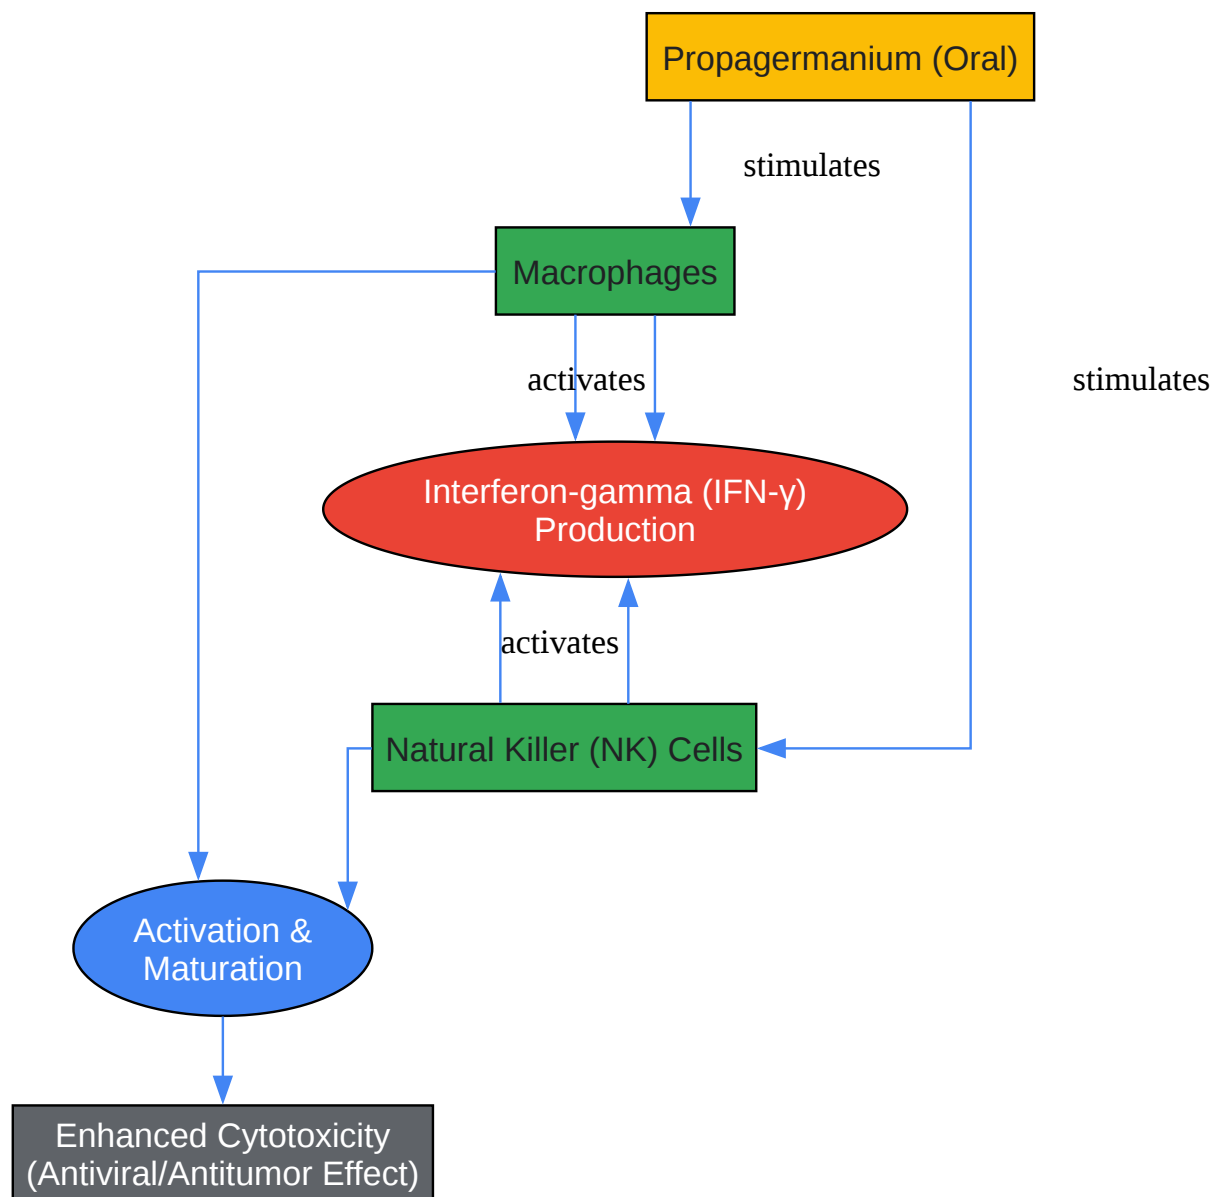 Propagermanium (Oral)
stimulates
Macrophages
activates
stimulates
Interferon-gamma (IFN-γ)
Production
activates
Natural Killer (NK) Cells
Activation &
Maturation
Enhanced Cytotoxicity
(Antiviral/Antitumor Effect)